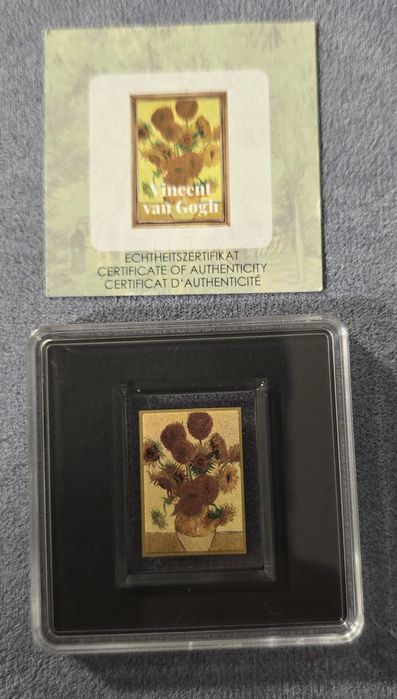 Vincent
van Gogh
ECHTHEITSZERTIFIKAT
CERTIFICATE OF AUTHENTICITY
CERTIFICAT D'AUTHENTICITÉ